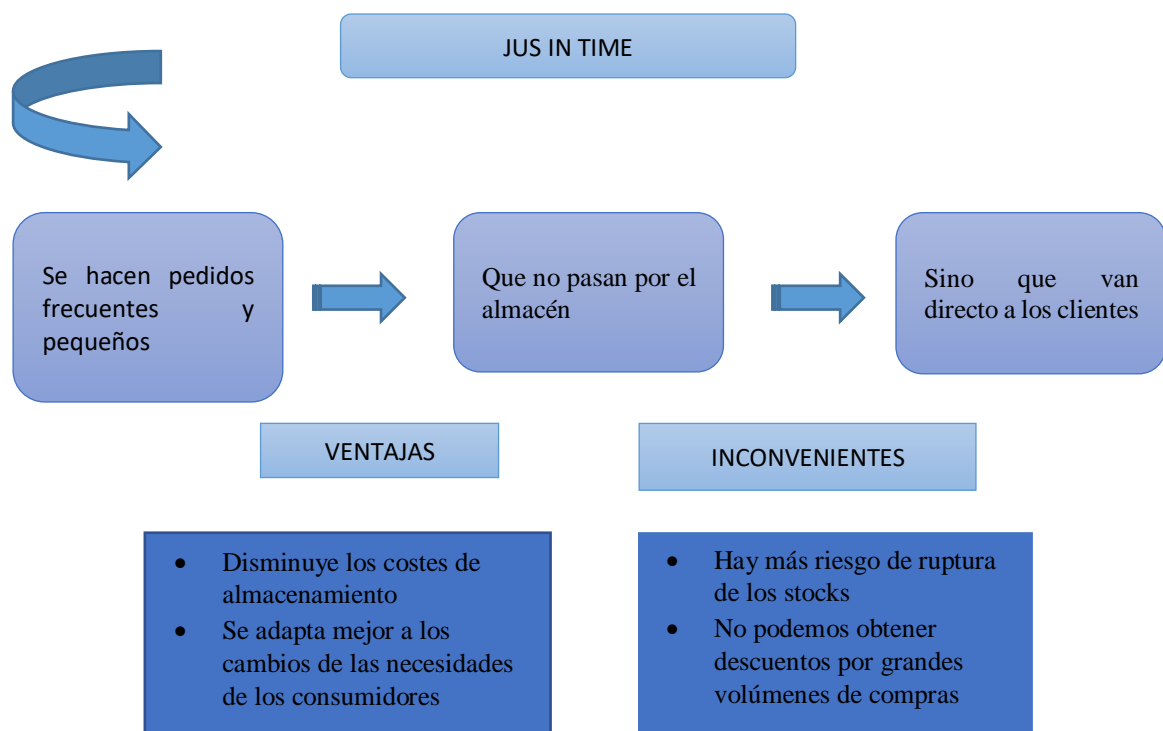 JUS IN TIME
Se hacen pedidos
frecuentes y
pequeños
Que no pasan por el
almacén
Sino que van
directo a los clientes
VENTAJAS
INCONVENIENTES
• Disminuye los costes de
almacenamiento
• Se adapta mejor a los
cambios de las necesidades
de los consumidores
• Hay más riesgo de ruptura
de los stocks
• No podemos obtener
descuentos por grandes
volúmenes de compras